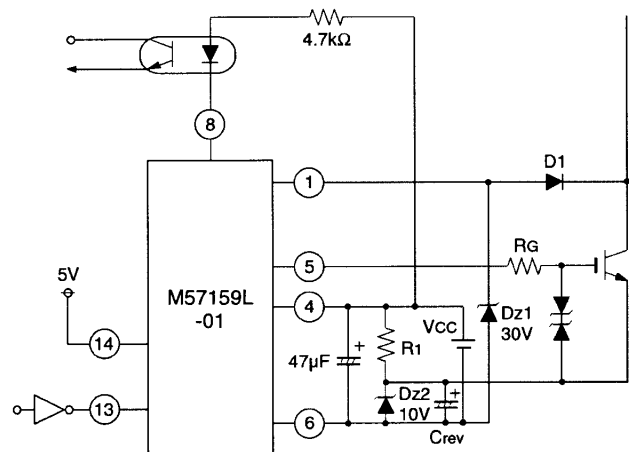 4.7kΩ
8
1
D1
5
RG
5V
M57159L
-01
4
14
47μF
+
R1
VCC
Dz1
30V
13
Dz2
10V
+
6
Crev